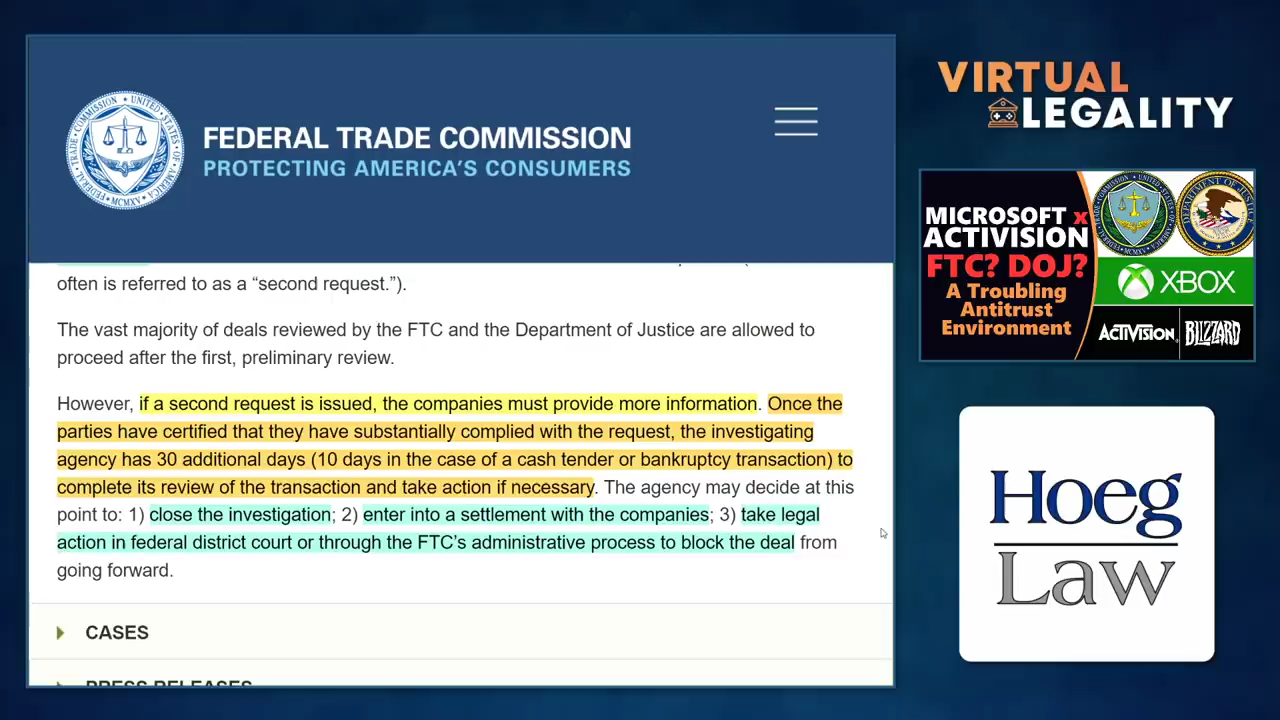 FEDERAL TRADE COMMISSION
PROTECTING AMERICA'S CONSUMERS
often is referred to as a “second request.”).
The vast majority of deals reviewed by the FTC and the Department of Justice are allowed to
proceed after the first, preliminary review.
However, if a second request is issued, the companies must provide more information. Once the
parties have certified that they have substantially complied with the request, the investigating
agency has 30 additional days (10 days in the case of a cash tender or bankruptcy transaction) to
complete its review of the transaction and take action if necessary. The agency may decide at this
point to: 1) close the investigation; 2) enter into a settlement with the companies; 3) take legal
action in federal district court or through the FTC’s administrative process to block the deal from
going forward.
CASES
PRESS RELEASES
VIRTUAL
LEGALITY
MICROSOFT x
ACTIVISION
FTC? DOJ?
A Troubling
Antitrust
Environment
XBOX
ACTIVISION
BLIZZARD
Hoeg
Law